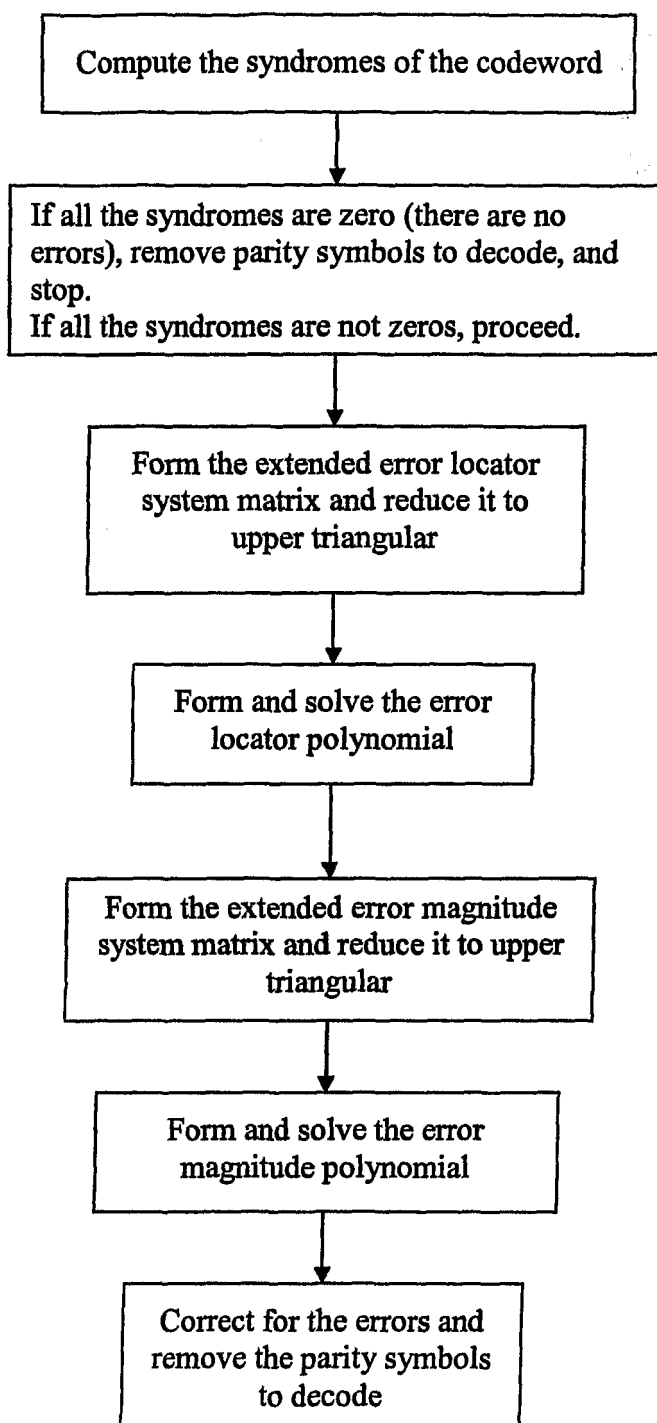 Compute the syndromes of the codeword
If all the syndromes are zero (there are no
errors), remove parity symbols to decode, and
stop.
If all the syndromes are not zeros, proceed.
Form the extended error locator
system matrix and reduce it to
upper triangular
Form and solve the error
locator polynomial
Form the extended error magnitude
system matrix and reduce it to upper
triangular
Form and solve the error
magnitude polynomial
Correct for the errors and
remove the parity symbols
to decode